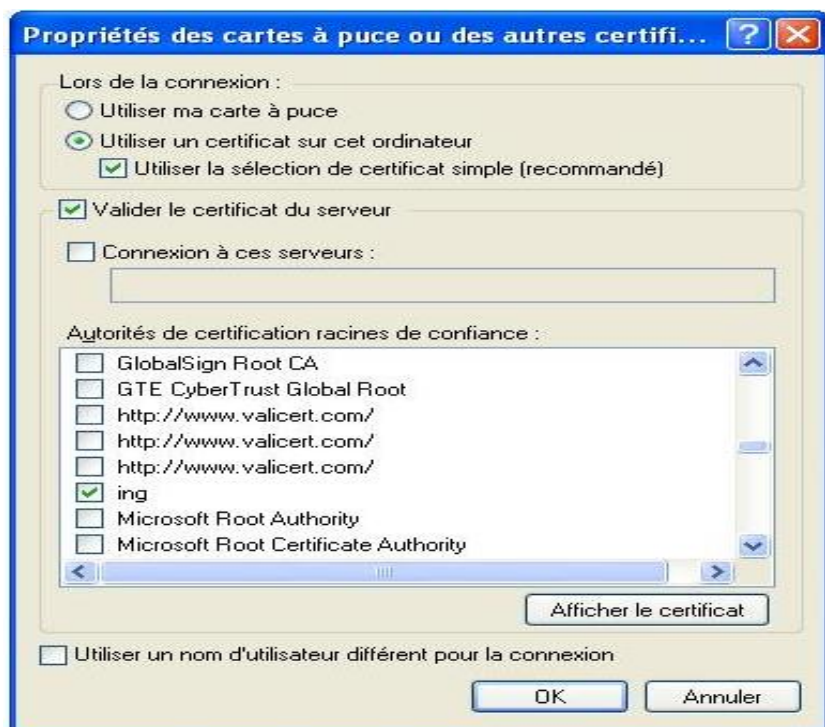 Propriétés des cartes à puce ou des autres certifi...
Lors de la connexion :
Utiliser ma carte à puce
Utiliser un certificat sur cet ordinateur
Utiliser la sélection de certificat simple (recommandé)
Valider le certificat du serveur
Connexion à ces serveurs :
Autorités de certification racines de confiance :
GlobalSign Root CA
GTE CyberTrust Global Root
http://www.valicert.com/
http://www.valicert.com/
http://www.valicert.com/
ing
Microsoft Root Authority
Microsoft Root Certificate Authority
Afficher le certificat
Utiliser un nom d'utilisateur différent pour la connexion
OK
Annuler